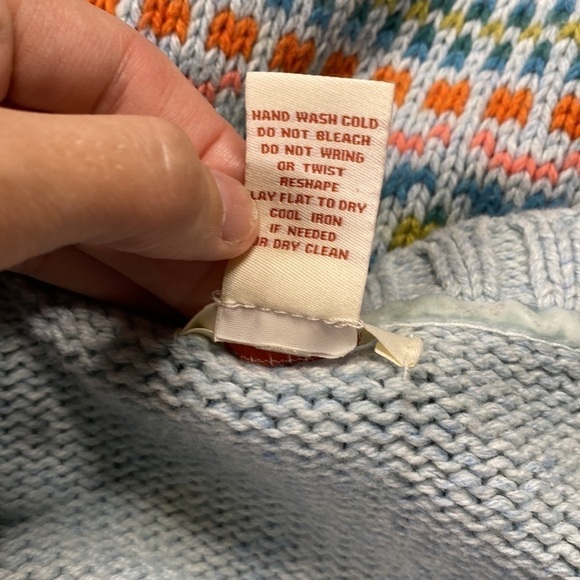 HAND WASH COLD
DO NOT BLEACH
DO NOT WRING
OR TWIST
RESHAPE
LAY FLAT TO DRY
COOL IRON
IF NEEDED
OR DRY CLEAN